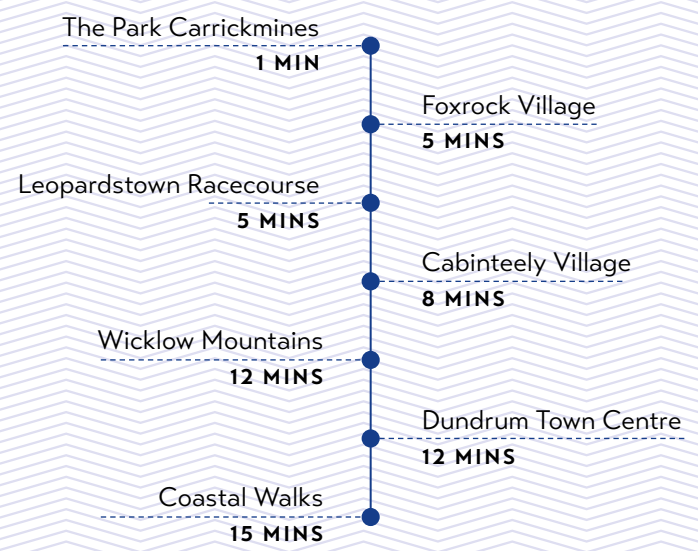 The Park Carrickmines
1 MIN
Foxrock Village
5 MINS
Leopardstown Racecourse
5 MINS
Cabinteely Village
8 MINS
Wicklow Mountains
12 MINS
Dundrum Town Centre
12 MINS
Coastal Walks
15 MINS